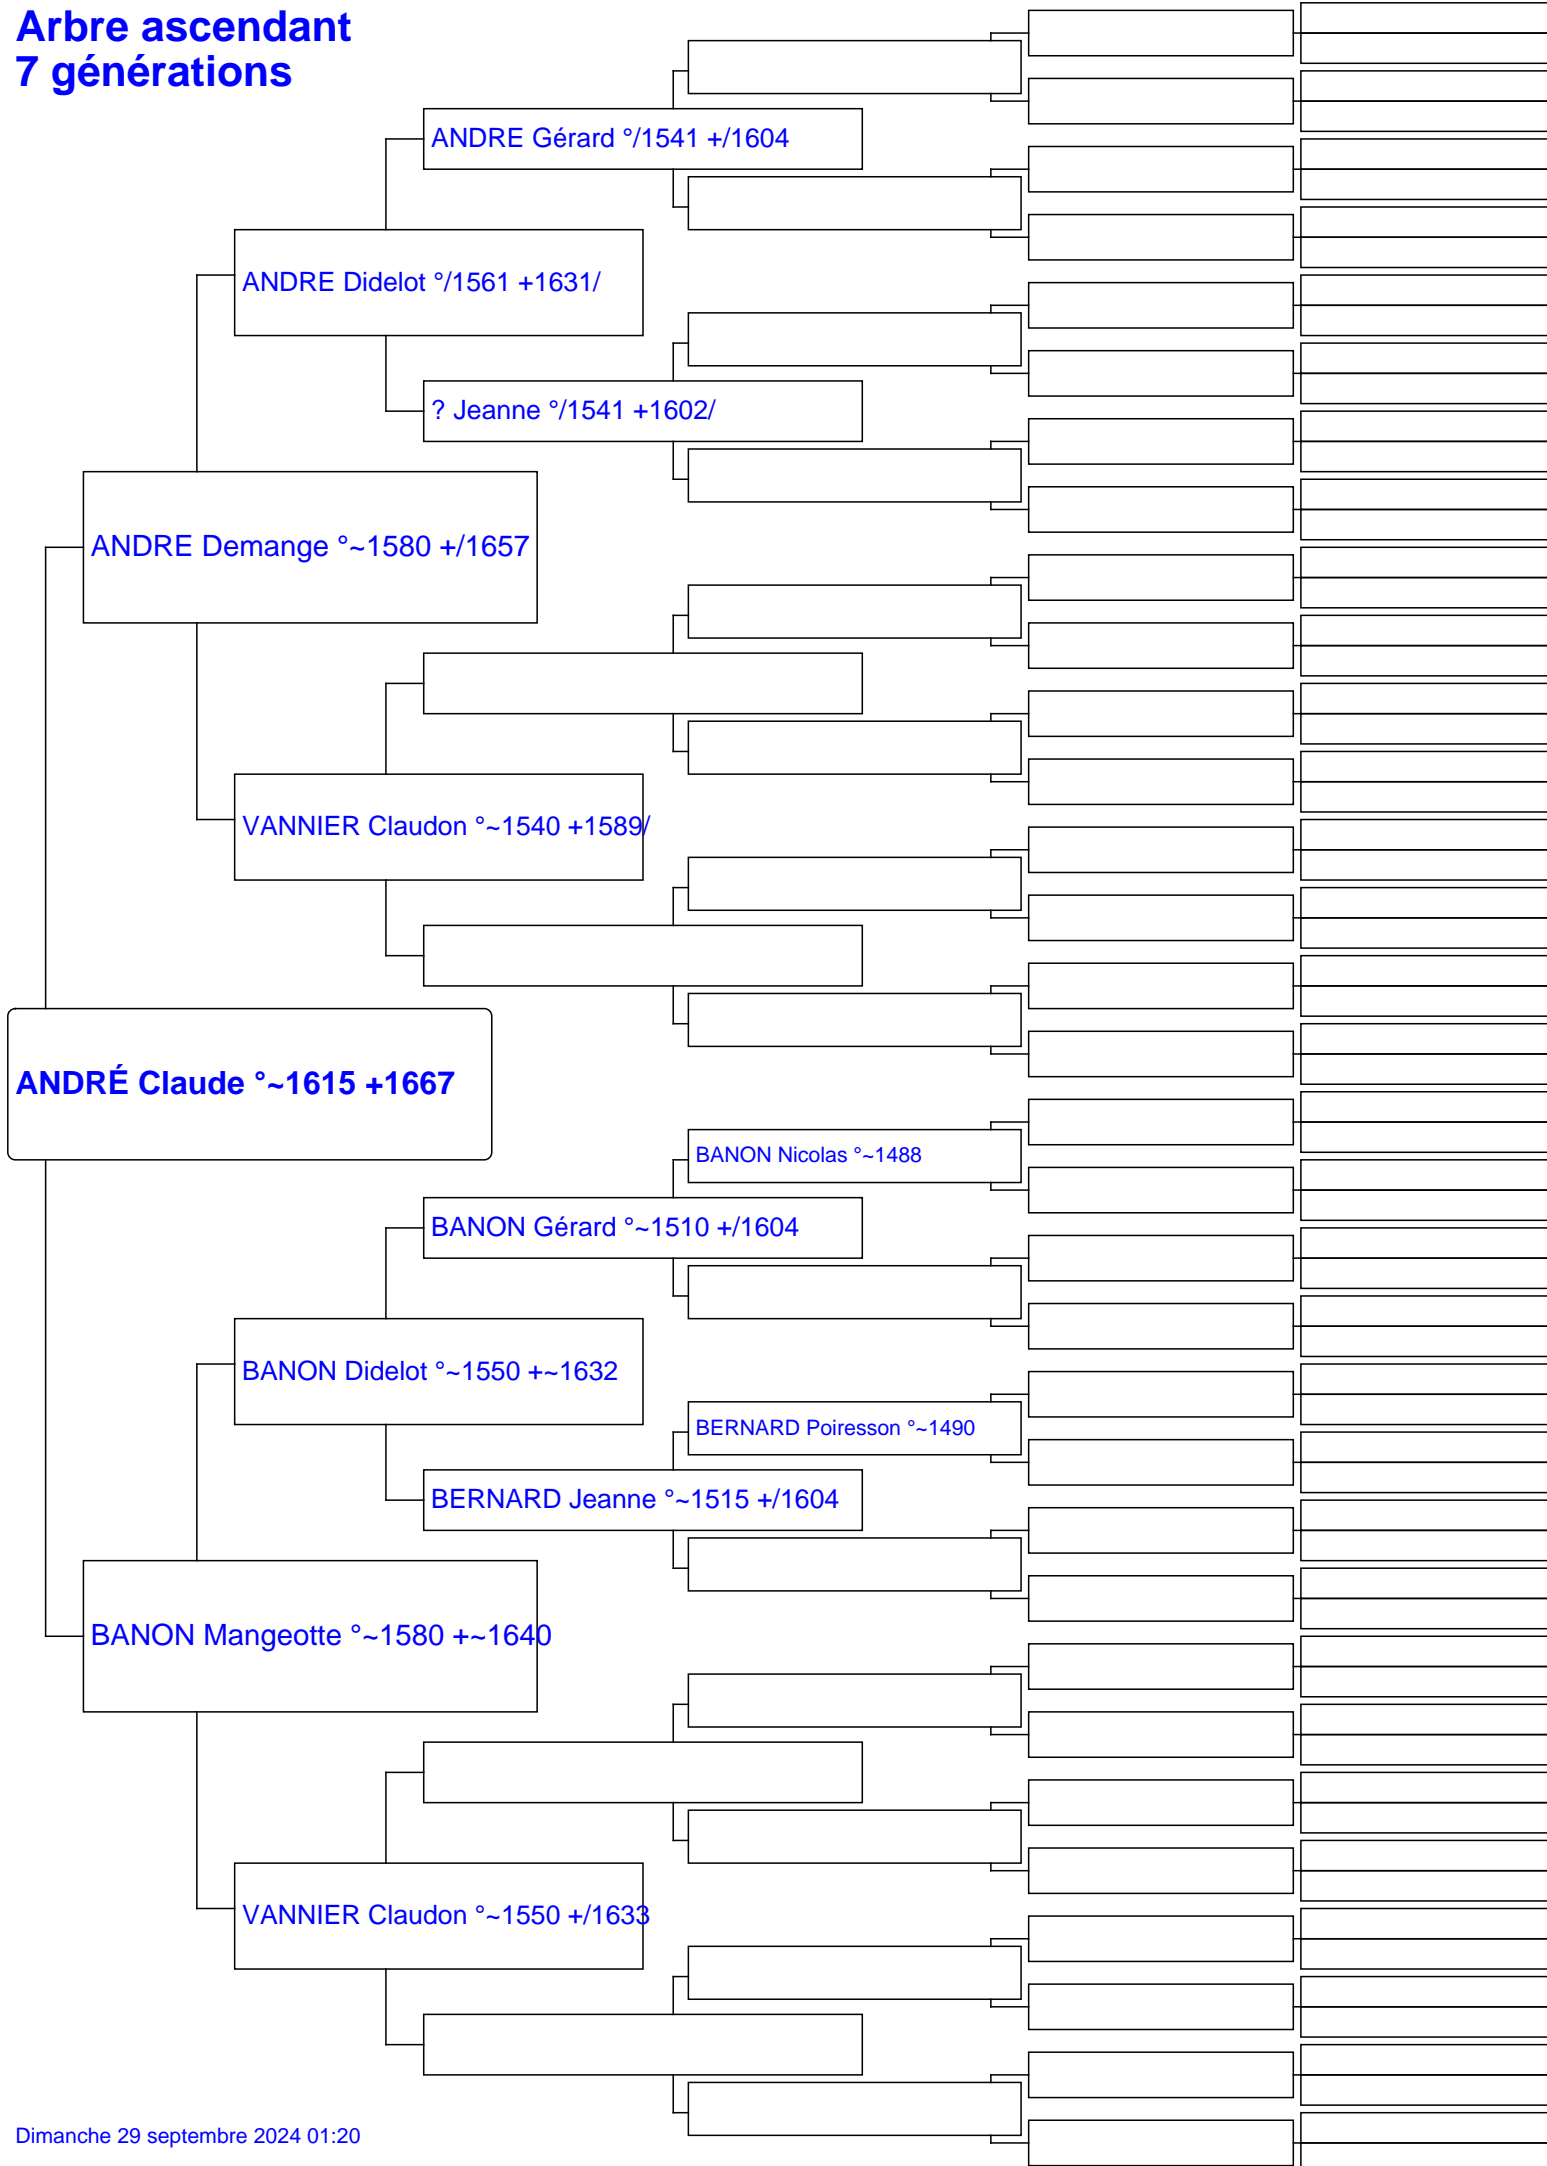 Arbre ascendant
7 générations
ANDRE Gérard °/1541 +/1604
ANDRE Didelot °/1561 +1631/
? Jeanne °/1541 +1602/
ANDRE Demange °~1580 +/1657
VANNIER Claudon °~1540 +1589/
ANDRÉ Claude °~1615 +1667
BANON Nicolas °~1488
BANON Gérard °~1510 +/1604
BANON Didelot °~1550 +~1632
BERNARD Poiresson °~1490
BERNARD Jeanne °~1515 +/1604
BANON Mangeotte °~1580 +~1640
VANNIER Claudon °~1550 +/1633
Dimanche 29 septembre 2024 01:20